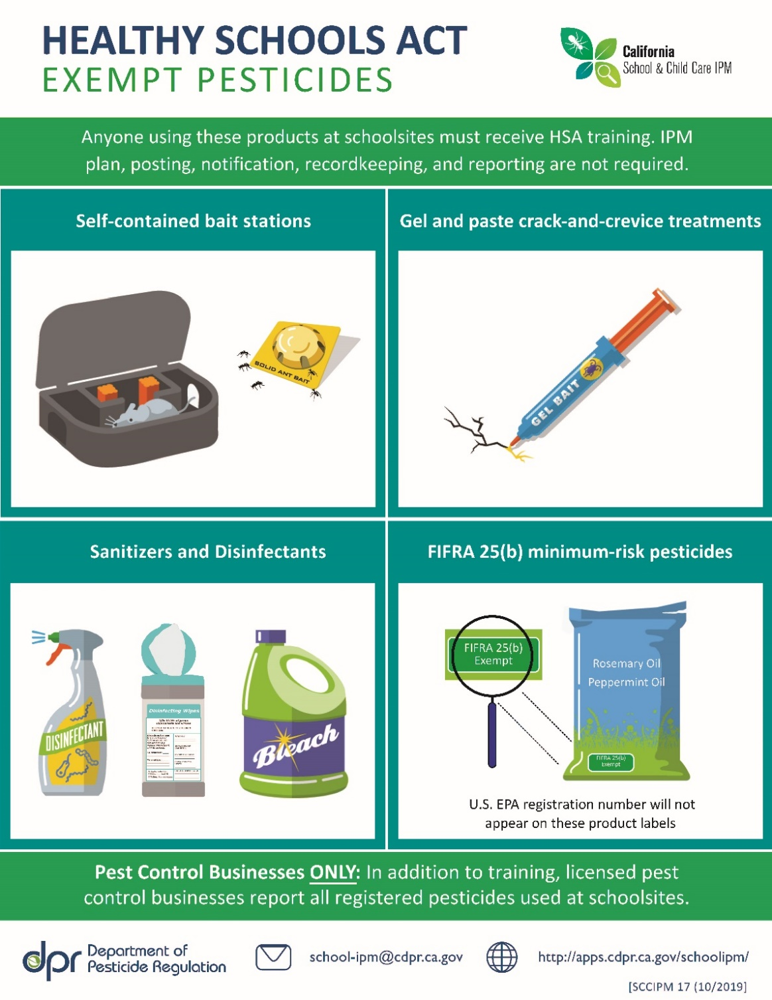 HEALTHY SCHOOLS ACT
EXEMPT PESTICIDES
California
School & Child Care IPM
Anyone using these products at schoolsites must receive HSA training. IPM
plan, posting, notification, recordkeeping, and reporting are not required.
Self-contained bait stations
SOLID ANT BAIT
Gel and paste crack-and-crevice treatments
GEL BAIT
Sanitizers and Disinfectants
DISINFECTANT
Disinfecting Wipes
Bleach
FIFRA 25(b) minimum-risk pesticides
FIFRA 25(b)
Exempt
Rosemary Oil
Peppermint Oil
FIFRA 25(b)
Exempt
U.S. EPA registration number will not
appear on these product labels
Pest Control Businesses ONLY: In addition to training, licensed pest
control businesses report all registered pesticides used at schoolsites.
dpr
Department of
Pesticide Regulation
school-ipm@cdpr.ca.gov
http://apps.cdpr.ca.gov/schoolipm/
[SCCIPM 17 (10/2019]